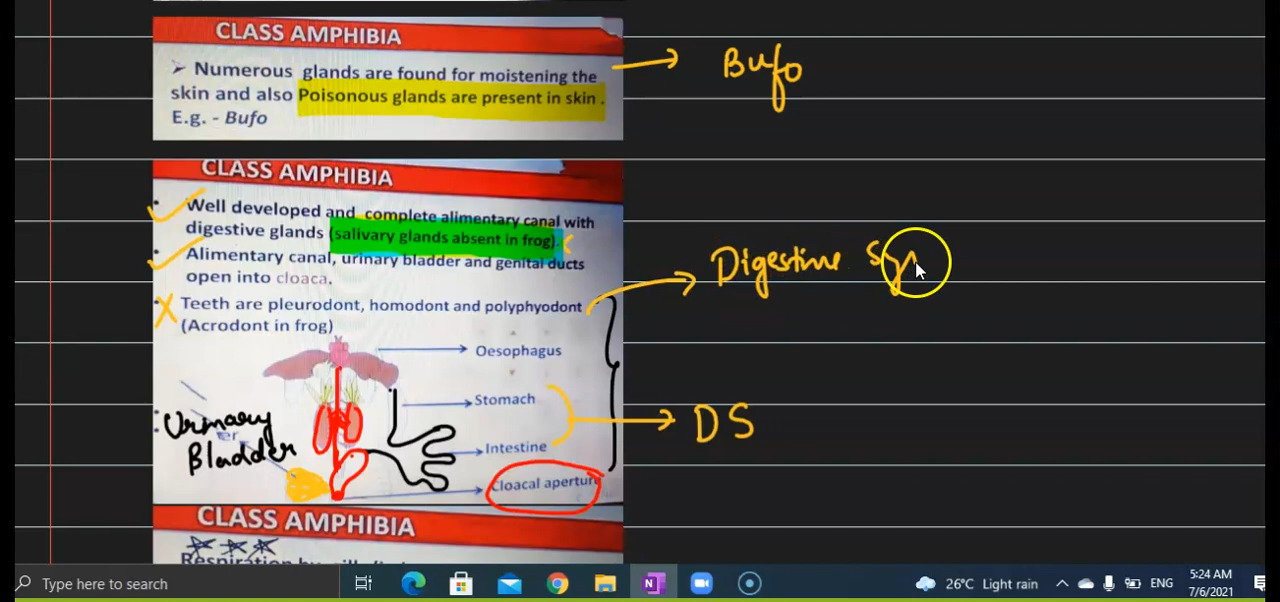 CLASS AMPHIBIA
➤ Numerous glands are found for moistening the
skin and also Poisonous glands are present in skin.
E.g. - Bufo
Bufo
CLASS AMPHIBIA
• Well developed and complete alimentary canal with
digestive glands (salivary glands absent in frog).
• Alimentary canal, urinary bladder and genital ducts
open into cloaca.
• Teeth are pleurodont, homodont and polyphyodont
(Acrodont in frog)
Digestive Sys
Oesophagus
Stomach
Intestine
Cloacal aperture
DS
Urinary
Bladder
CLASS AMPHIBIA
Type here to search
26°C Light rain
ENG
5:24 AM
7/6/2021